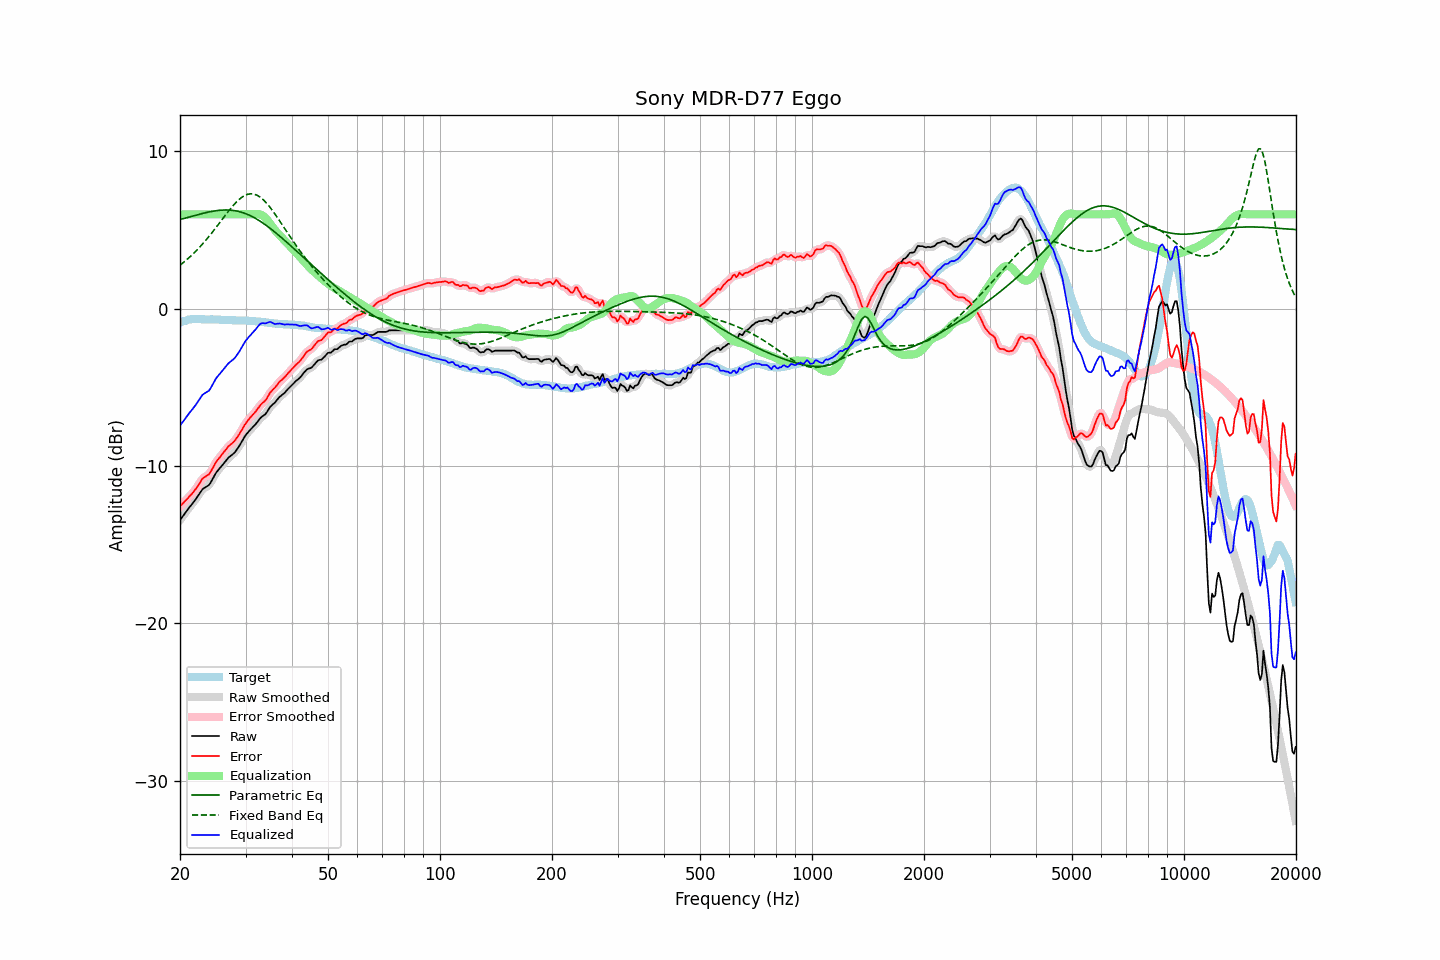 Sony MDR-D77 Eggo
Amplitude (dBr)
10
0
−10
−20
−30
Target
Raw Smoothed
Error Smoothed
Raw
Error
Equalization
Parametric Eq
Fixed Band Eq
Equalized
20 50 100 200 500 1000 2000 5000 10000 20000
Frequency (Hz)